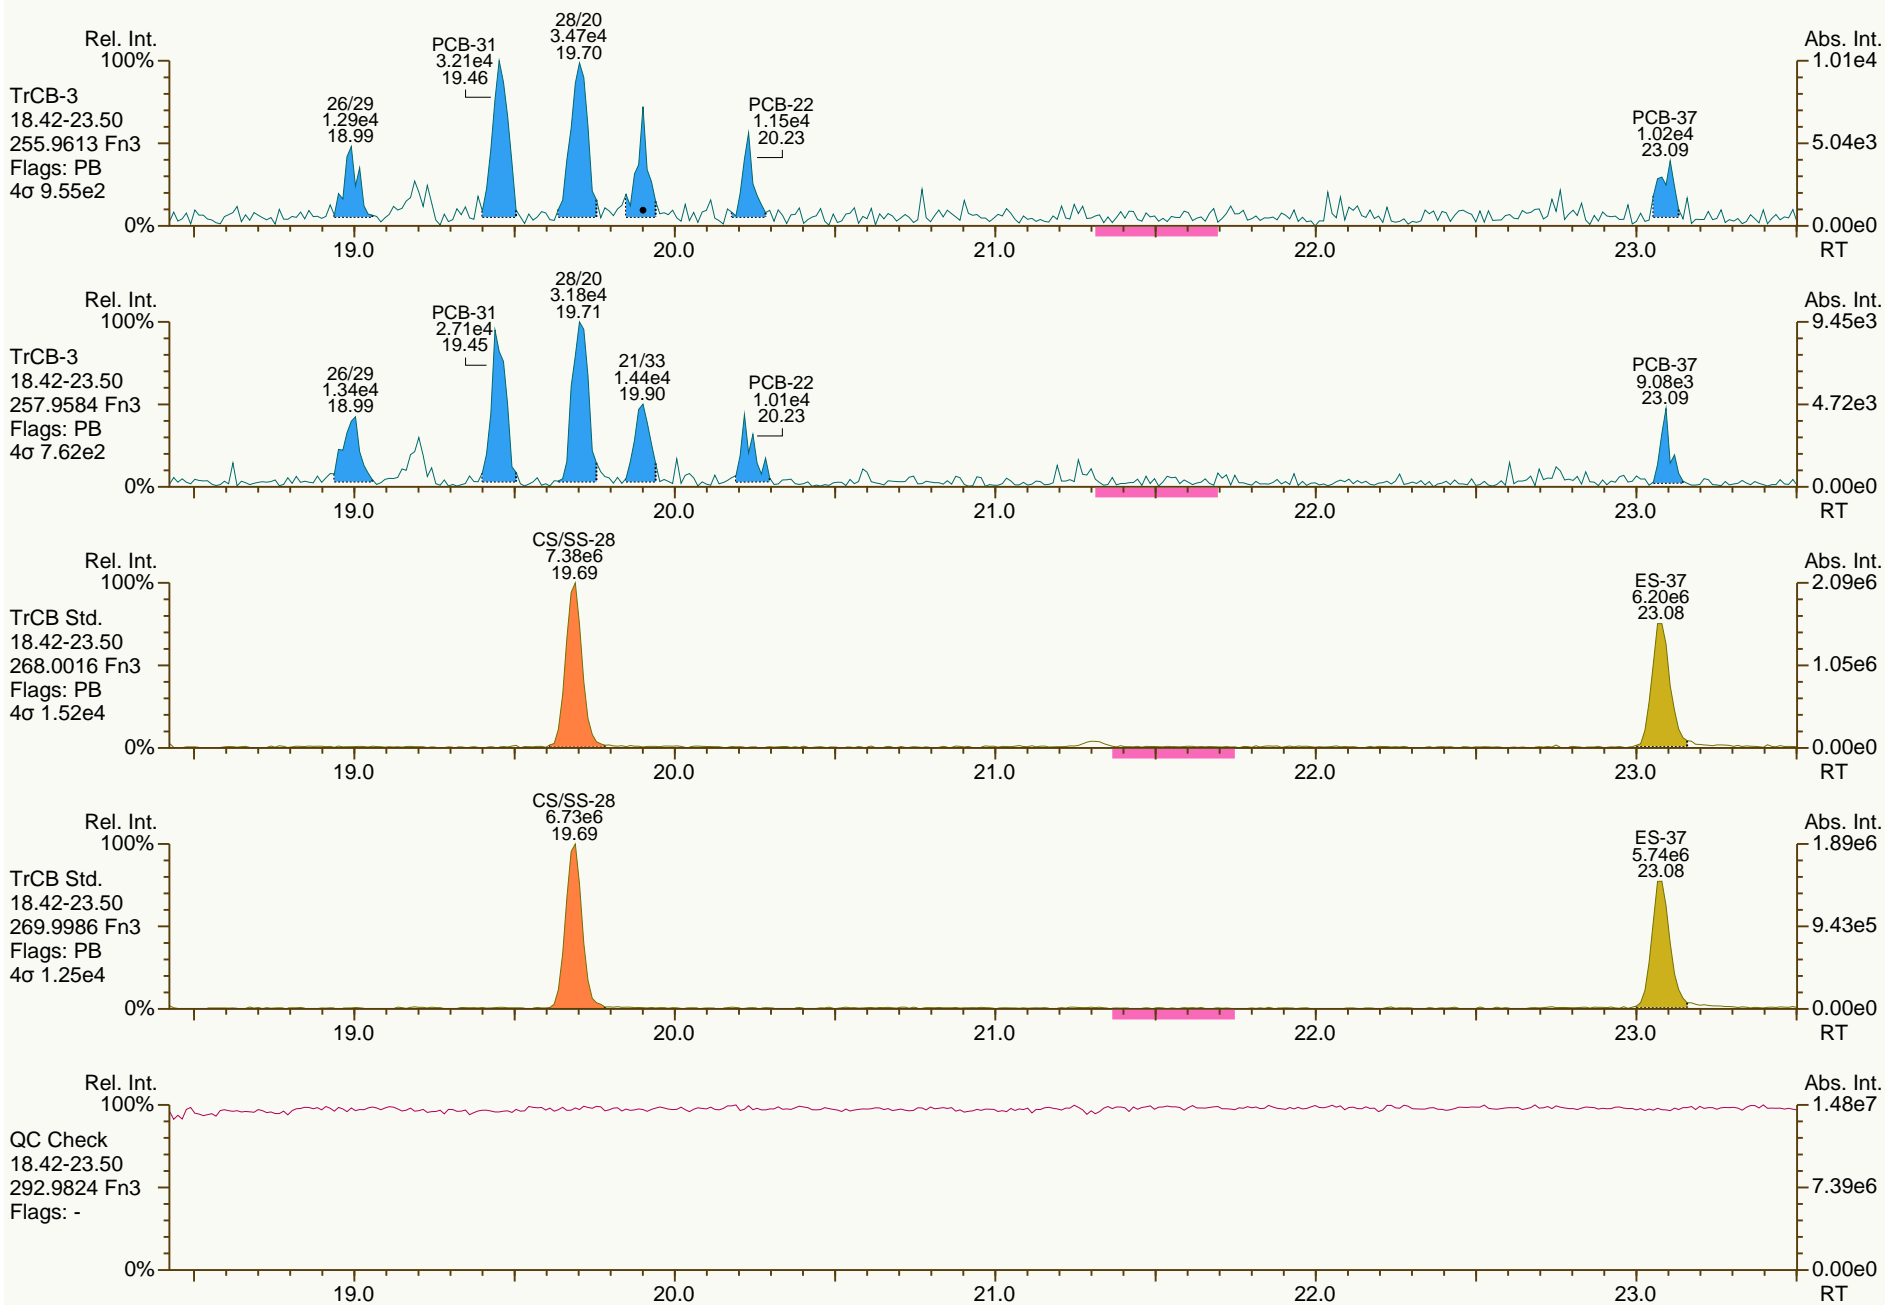 Rel. Int.
100%
0%
TrCB-3
18.42-23.50
255.9613 Fn3
Flags: PB
4σ 9.55e2
26/29
1.29e4
18.99
PCB-31
3.21e4
19.46
28/20
3.47e4
19.70
PCB-22
1.15e4
20.23
PCB-37
1.02e4
23.09
Abs. Int.
1.01e4
5.04e3
0.00e0
19.0 20.0 21.0 22.0 23.0 RT
Rel. Int.
100%
0%
TrCB-3
18.42-23.50
257.9584 Fn3
Flags: PB
4σ 7.62e2
26/29
1.34e4
18.99
PCB-31
2.71e4
19.45
28/20
3.18e4
19.71
21/33
1.44e4
19.90
PCB-22
1.01e4
20.23
PCB-37
9.08e3
23.09
Abs. Int.
9.45e3
4.72e3
0.00e0
19.0 20.0 21.0 22.0 23.0 RT
Rel. Int.
100%
0%
TrCB Std.
18.42-23.50
268.0016 Fn3
Flags: PB
4σ 1.52e4
CS/SS-28
7.38e6
19.69
ES-37
6.20e6
23.08
Abs. Int.
2.09e6
1.05e6
0.00e0
19.0 20.0 21.0 22.0 23.0 RT
Rel. Int.
100%
0%
TrCB Std.
18.42-23.50
269.9986 Fn3
Flags: PB
4σ 1.25e4
CS/SS-28
6.73e6
19.69
ES-37
5.74e6
23.08
Abs. Int.
1.89e6
9.43e5
0.00e0
19.0 20.0 21.0 22.0 23.0 RT
Rel. Int.
100%
0%
QC Check
18.42-23.50
292.9824 Fn3
Flags: -
Abs. Int.
1.48e7
7.39e6
0.00e0
19.0 20.0 21.0 22.0 23.0 RT